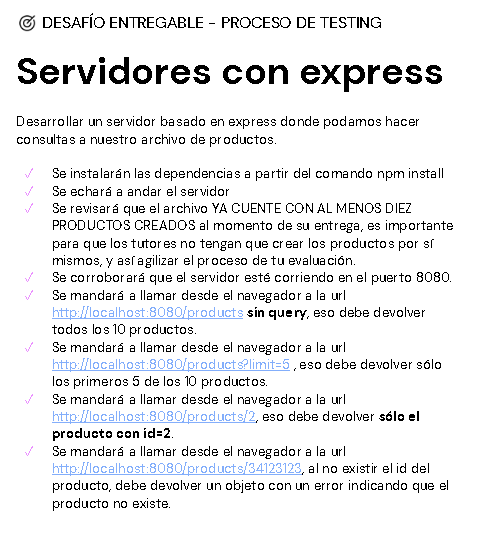 DESAFÍO ENTREGABLE - PROCESO DE TESTING
Servidores con express
Desarrollar un servidor basado en express donde podamos hacer
consultas a nuestro archivo de productos.
✓ Se instalarán las dependencias a partir del comando npm install
✓ Se echará a andar el servidor
✓ Se revisará que el archivo YA CUENTE CON AL MENOS DIEZ
PRODUCTOS CREADOS al momento de su entrega, es importante
para que los tutores no tengan que crear los productos por sí
mismos, y así agilizar el proceso de tu evaluación.
✓ Se corroborará que el servidor esté corriendo en el puerto 8080.
✓ Se mandará a llamar desde el navegador a la url
http://localhost:8080/products sin query, eso debe devolver
todos los 10 productos.
✓ Se mandará a llamar desde el navegador a la url
http://localhost:8080/products?limit=5 , eso debe devolver sólo
los primeros 5 de los 10 productos.
✓ Se mandará a llamar desde el navegador a la url
http://localhost:8080/products/2, eso debe devolver sólo el
producto con id=2.
✓ Se mandará a llamar desde el navegador a la url
http://localhost:8080/products/34123123, al no existir el id del
producto, debe devolver un objeto con un error indicando que el
producto no existe.